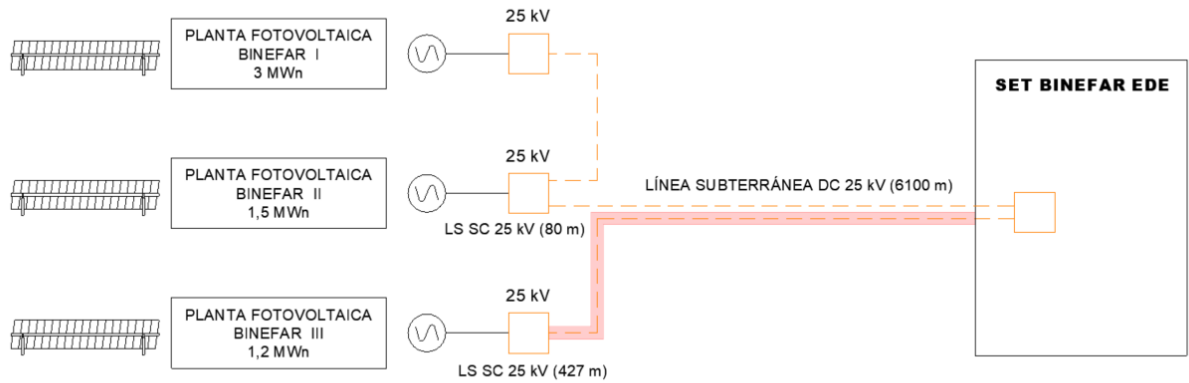 25 kV
PLANTA FOTOVOLTAICA
BINEFAR I
3 MWn
SET BINEFAR EDE
25 kV
PLANTA FOTOVOLTAICA
BINEFAR II
1,5 MWn
LÍNEA SUBTERRÁNEA DC 25 kV (6100 m)
LS SC 25 kV (80 m)
25 kV
PLANTA FOTOVOLTAICA
BINEFAR III
1,2 MWn
LS SC 25 kV (427 m)